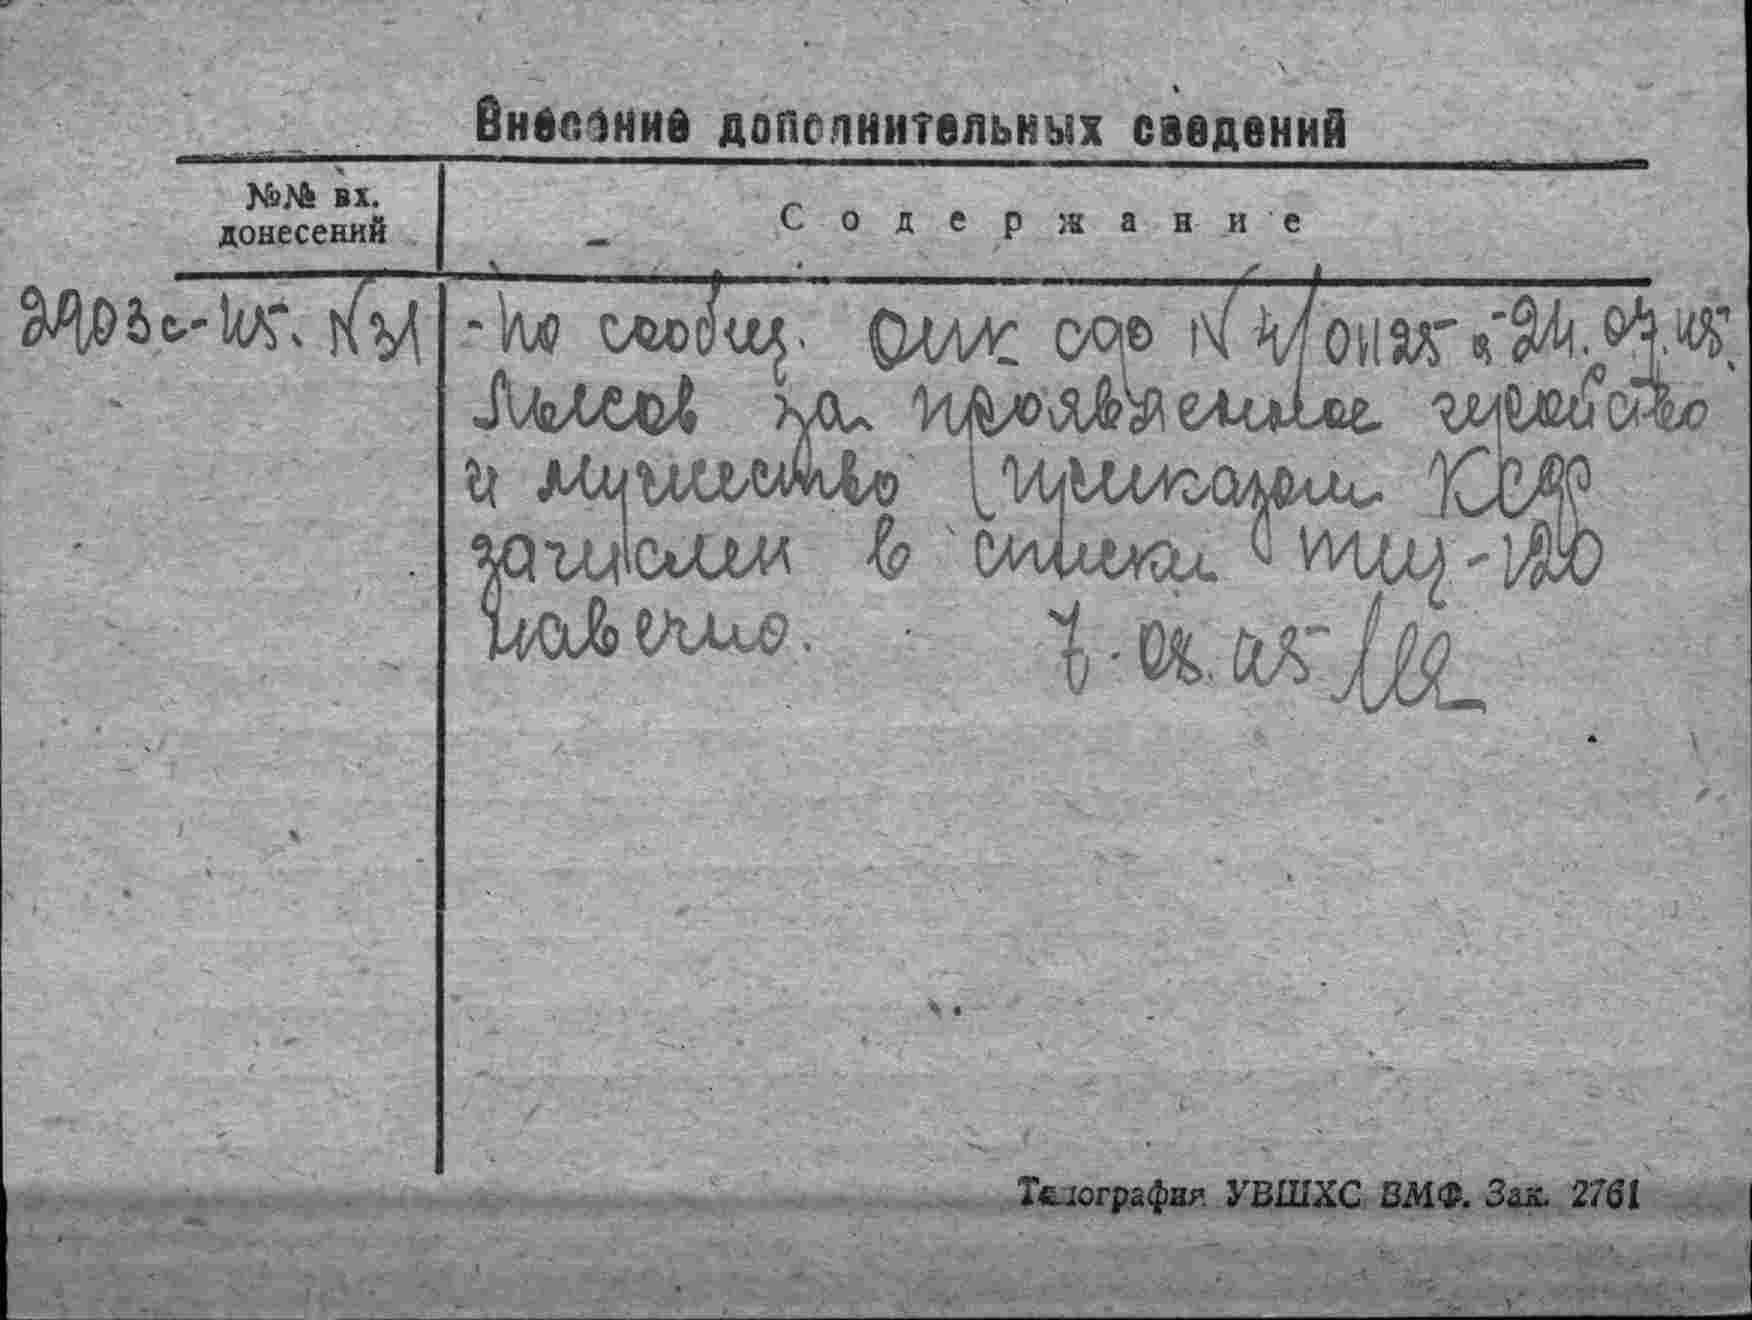 Внесение дополнительных сведений
№№ вх.
донесений
Содержание
2903с-45. №31
- По сообщ. ОИК СФ № 4/01125 24.07.45.
Лысов за проявленное геройство
и мужество приказом КСФ
зачислен в списки ТКЩ-120
навечно. 7.08.45
Типография УВШХС ВМФ. Зак. 2761